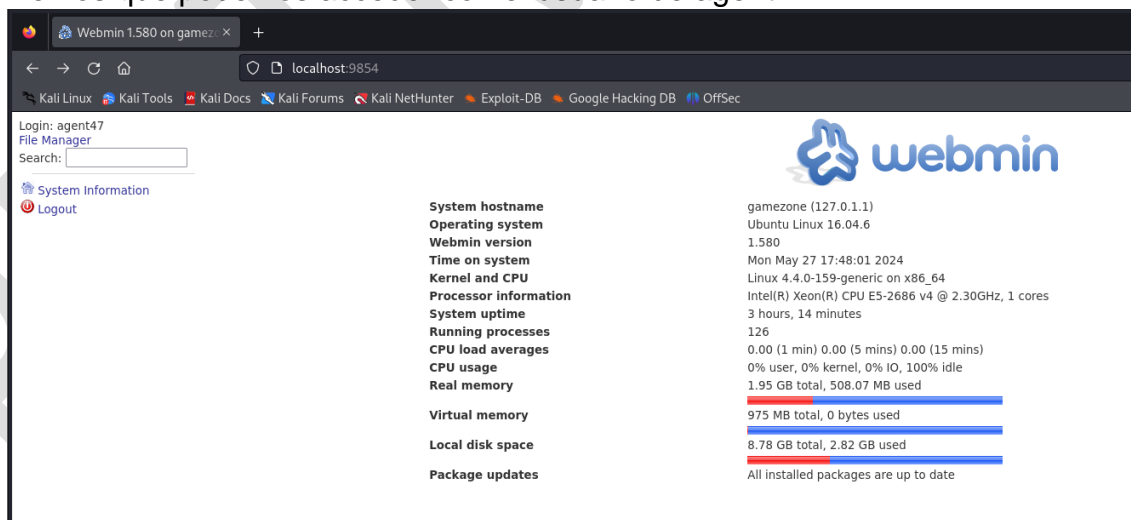 Webmin 1.580 on gamezo
localhost:9854
Kali Linux Kali Tools Kali Docs Kali Forums Kali NetHunter Exploit-DB Google Hacking DB OffSec
Login: agent47
File Manager
Search:
System Information
Logout
webmin
System hostname gamezone (127.0.1.1)
Operating system Ubuntu Linux 16.04.6
Webmin version 1.580
Time on system Mon May 27 17:48:01 2024
Kernel and CPU Linux 4.4.0-159-generic on x86_64
Processor information Intel(R) Xeon(R) CPU E5-2686 v4 @ 2.30GHz, 1 cores
System uptime 3 hours, 14 minutes
Running processes 126
CPU load averages 0.00 (1 min) 0.00 (5 mins) 0.00 (15 mins)
CPU usage 0% user, 0% kernel, 0% IO, 100% idle
Real memory 1.95 GB total, 508.07 MB used
Virtual memory 975 MB total, 0 bytes used
Local disk space 8.78 GB total, 2.82 GB used
Package updates All installed packages are up to date